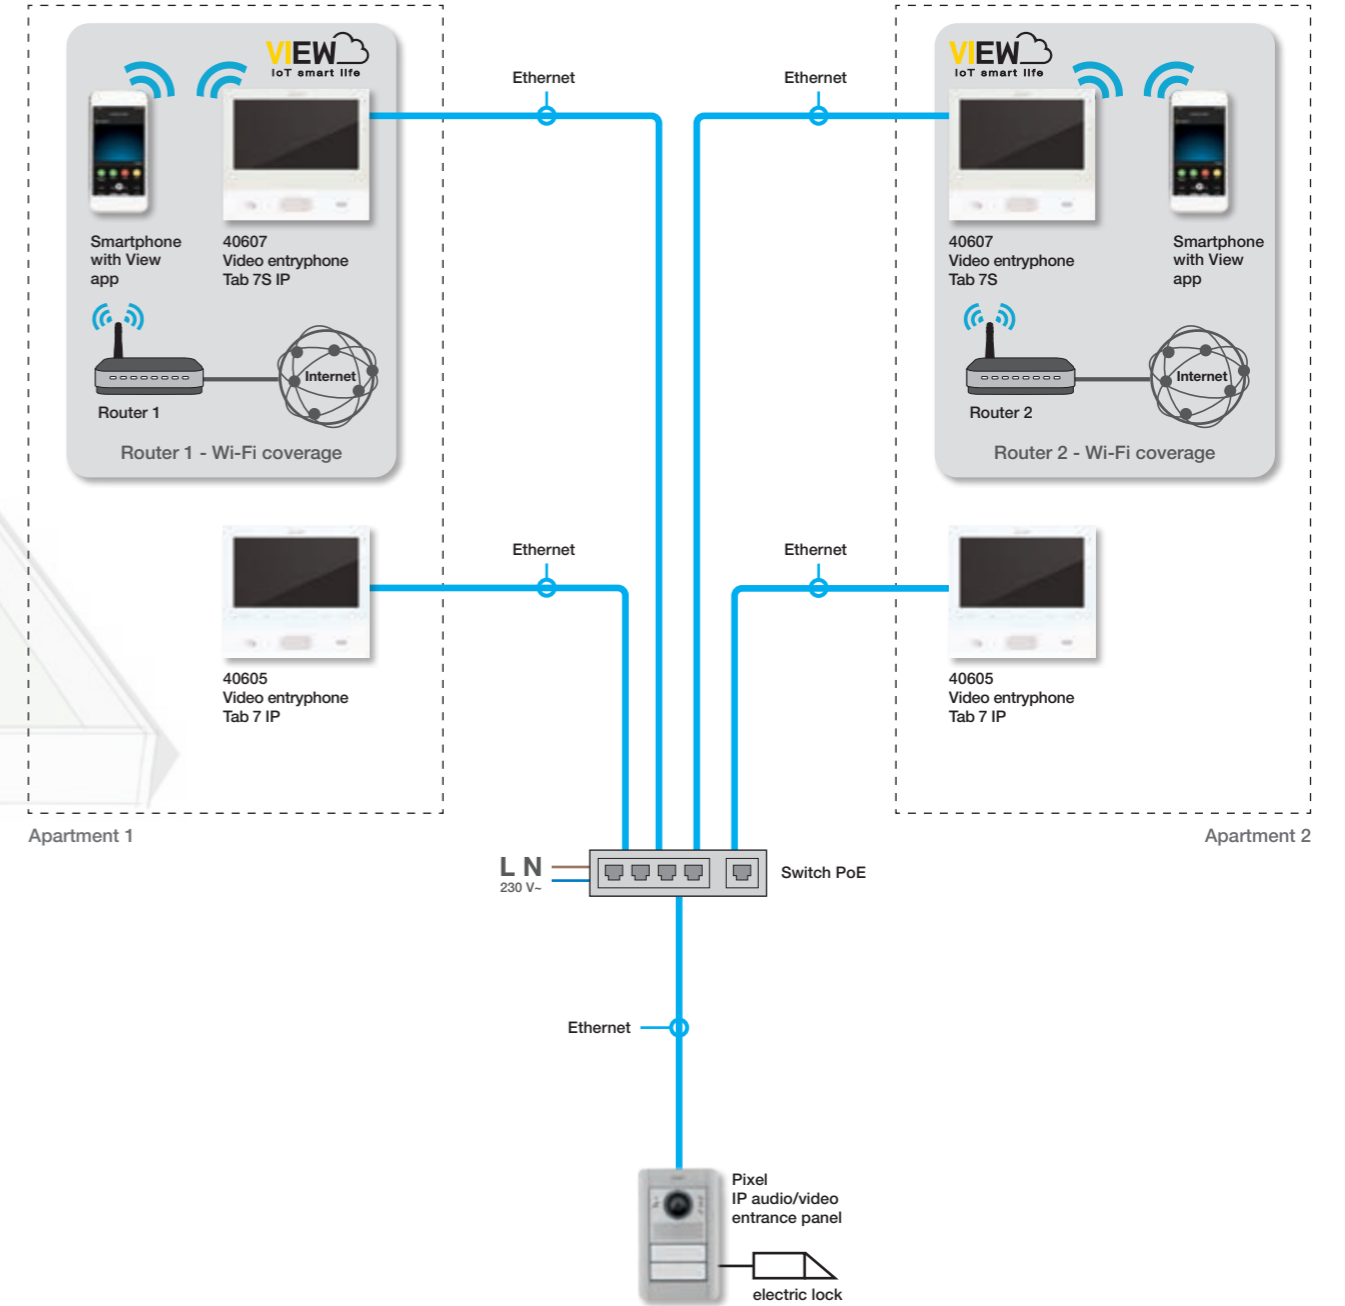 VIEW
IoT smart life
Smartphone
with View
app
40607
Video entryphone
Tab 7S IP
Router 1
Internet
Router 1 - Wi-Fi coverage
Ethernet
Ethernet
VIEW
IoT smart life
40607
Video entryphone
Tab 7S
Smartphone
with View
app
Router 2
Internet
Router 2 - Wi-Fi coverage
40605
Video entryphone
Tab 7 IP
Ethernet
Ethernet
40605
Video entryphone
Tab 7 IP
Apartment 1
Apartment 2
L N
230 V~
Switch PoE
Ethernet
Pixel
IP audio/video
entrance panel
electric lock